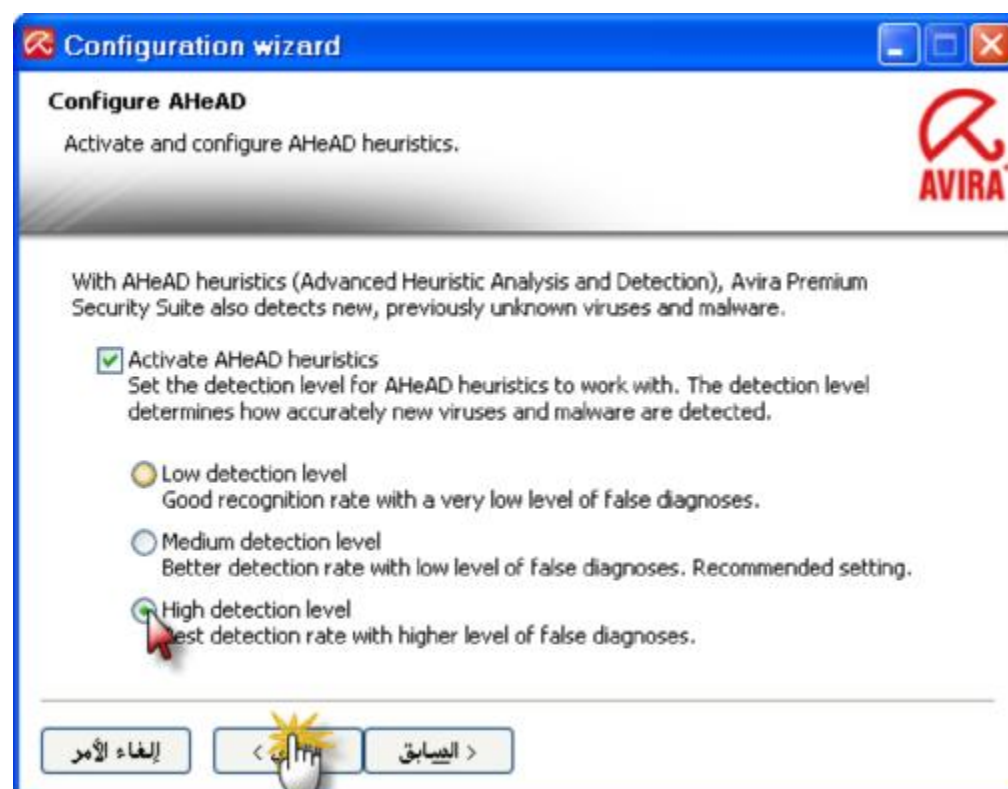 Configuration wizard
Configure AHeAD
Activate and configure AHeAD heuristics.
AVIRA
With AHeAD heuristics (Advanced Heuristic Analysis and Detection), Avira Premium
Security Suite also detects new, previously unknown viruses and malware.
Activate AHeAD heuristics
Set the detection level for AHeAD heuristics to work with. The detection level
determines how accurately new viruses and malware are detected.
Low detection level
Good recognition rate with a very low level of false diagnoses.
Medium detection level
Better detection rate with low level of false diagnoses. Recommended setting.
High detection level
detection rate with higher level of false diagnoses.
< السابق > إلغاء الأمر